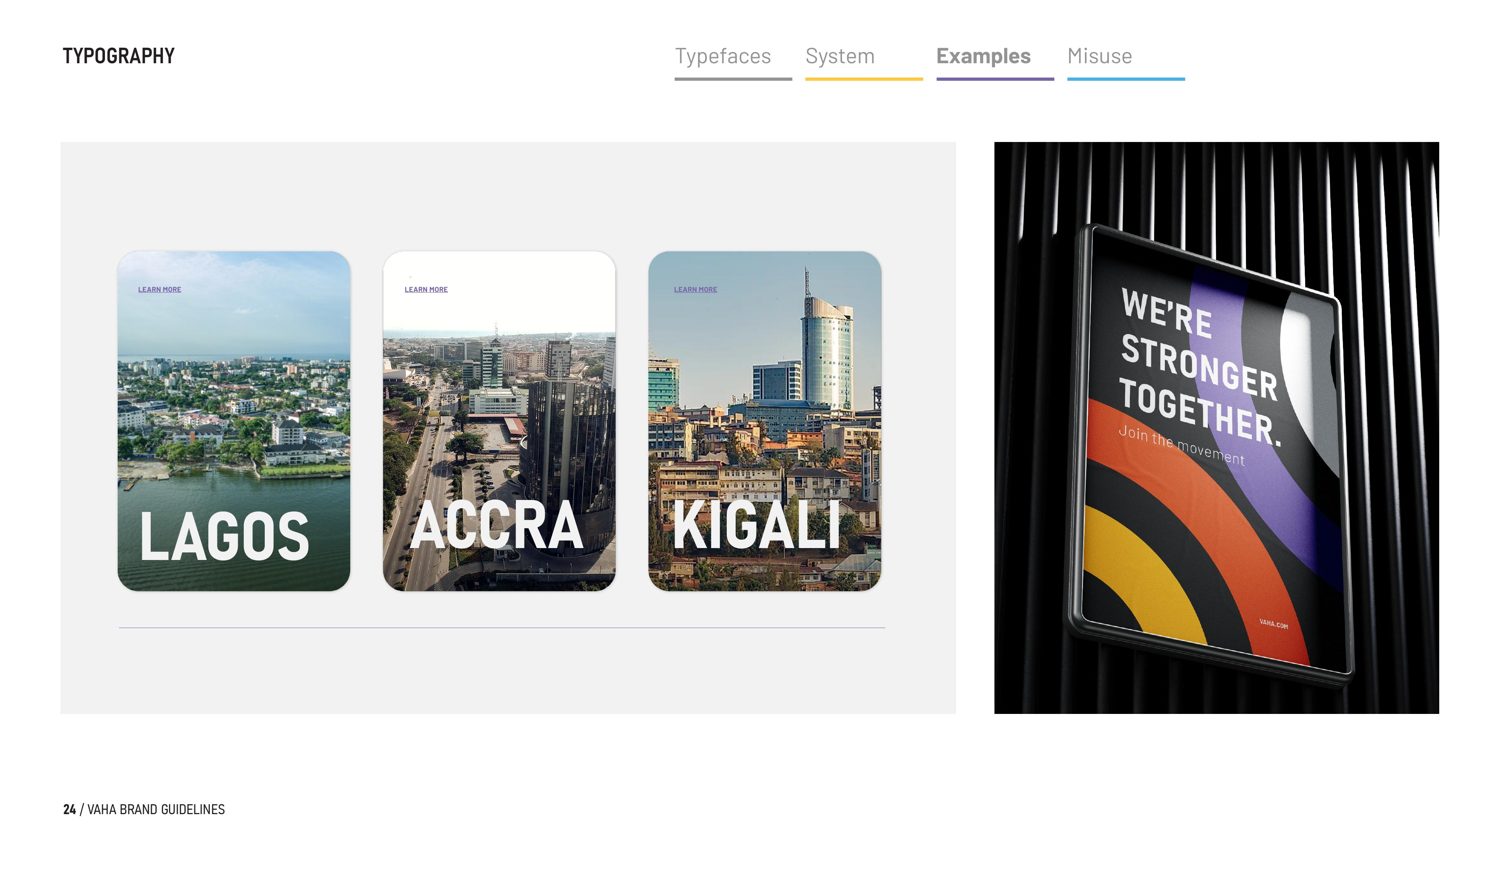 TYPOGRAPHY
Typefaces
System
Examples
Misuse
LEARN MORE
LAGOS
LEARN MORE
ACCRA
LEARN MORE
KIGALI
WE'RE
STRONGER
TOGETHER.
Join the movement
VAHA.COM
24 / VAHA BRAND GUIDELINES